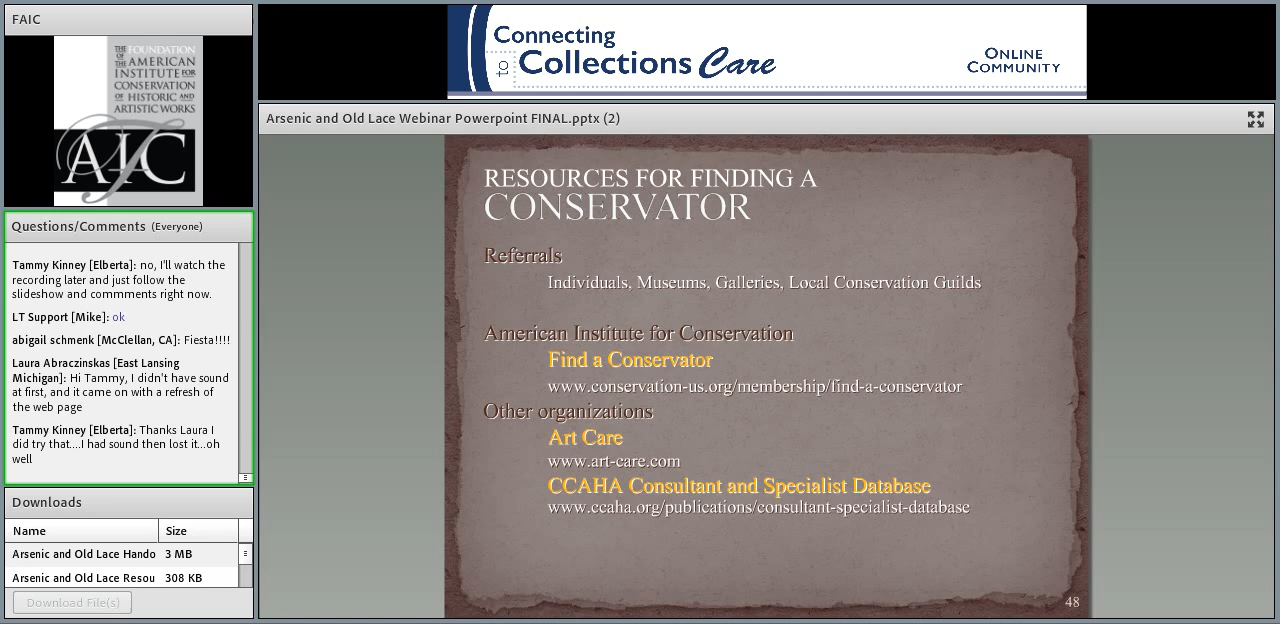 FAIC
THE FOUNDATION
OF THE AMERICAN
INSTITUTE FOR
CONSERVATION
OF HISTORIC AND
ARTISTIC WORKS
AIC
Connecting
to Collections Care
ONLINE
COMMUNITY
Questions/Comments (Everyone)
Tammy Kinney [Elberta]: no, I'll watch the
recording later and just follow the
slideshow and commments right now.
LT Support [Mike]: ok
abigail schmenk [McClellan, CA]: Fiesta!!!!
Laura Abraczinskas [East Lansing
Michigan]: Hi Tammy, I didn't have sound
at first, and it came on with a refresh of
the web page
Tammy Kinney [Elberta]: Thanks Laura I
did try that....I had sound then lost it...oh
well
Downloads
Name Size
Arsenic and Old Lace Hando 3 MB
Arsenic and Old Lace Resou 308 KB
Download File(s)
Arsenic and Old Lace Webinar Powerpoint FINAL.pptx (2)
RESOURCES FOR FINDING A
CONSERVATOR
Referrals
Individuals, Museums, Galleries, Local Conservation Guilds
American Institute for Conservation
Find a Conservator
www.conservation-us.org/membership/find-a-conservator
Other organizations
Art Care
www.art-care.com
CCAHA Consultant and Specialist Database
www.ccaha.org/publications/consultant-specialist-database
48